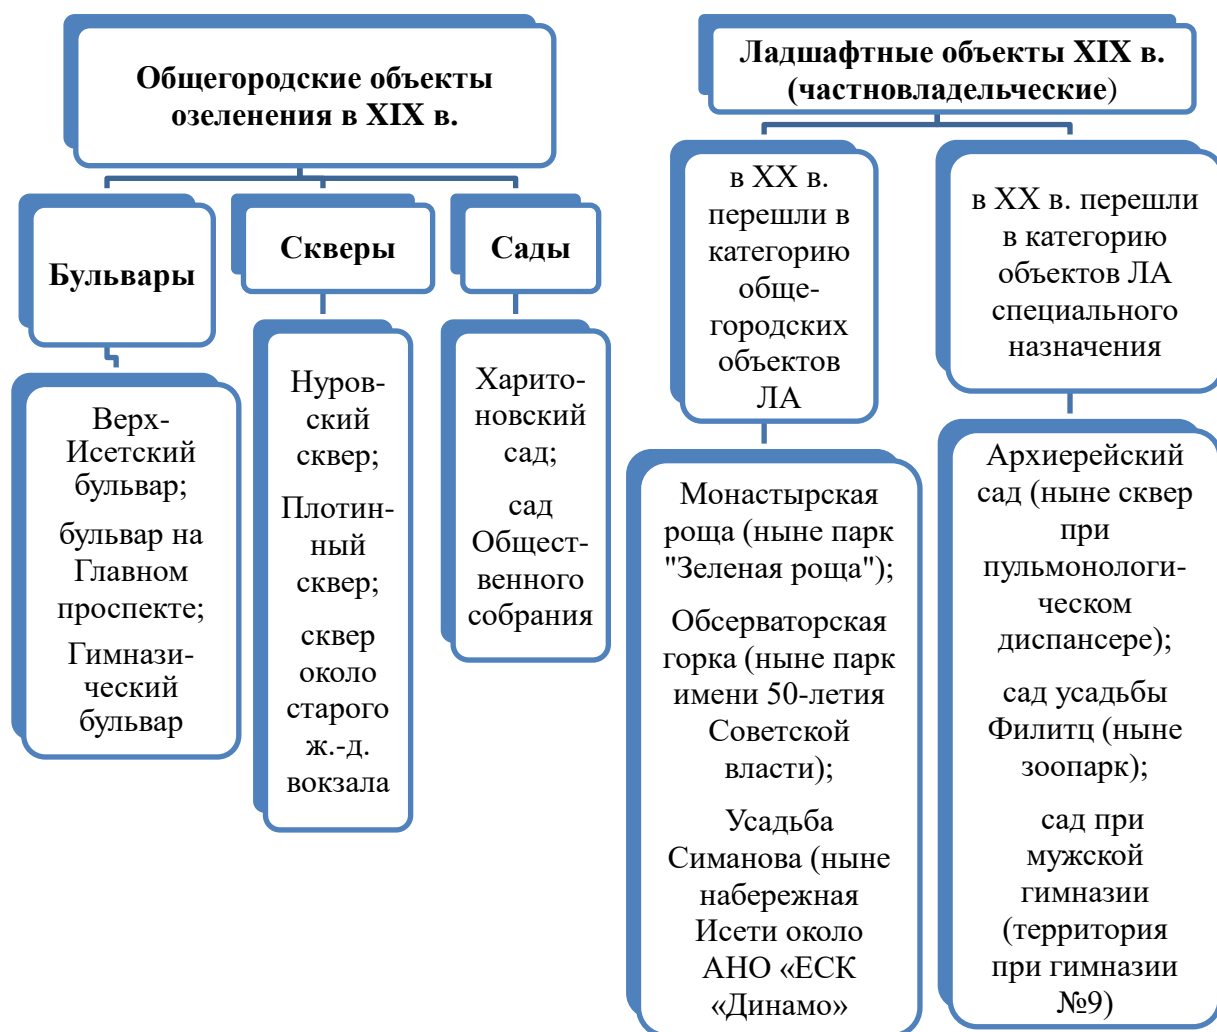 Общегородские объекты
озеленения в XIX в.
Бульвары
Скверы
Сады
Верх-
Исетский
бульвар;
бульвар на
Главном
проспекте;
Гимнази-
ческий
бульвар
Нуров-
ский
сквер;
Плотин-
ный
сквер;
сквер
около
старого
ж.-д.
вокзала
Харито-
новский
сад;
сад
Общест-
венного
собрания
Ладшафтные объекты XIX в.
(частновладельческие)
в XX в.
перешли в
категорию
обще-
городских
объектов
ЛА
в XX в. перешли
в категорию
объектов ЛА
специального
назначения
Монастырская
роща (ныне парк
"Зеленая роща");
Обсерваторская
горка (ныне парк
имени 50-летия
Советской
власти);
Усадьба
Симанова (ныне
набережная
Исети около
АНО «ЕСК
«Динамо»
Архиерейский
сад (ныне сквер
при
пульмонологи-
ческом
диспансере);
сад усадьбы
Филитц (ныне
зоопарк);
сад при
мужской
гимназии
(территория
при гимназии
№9)